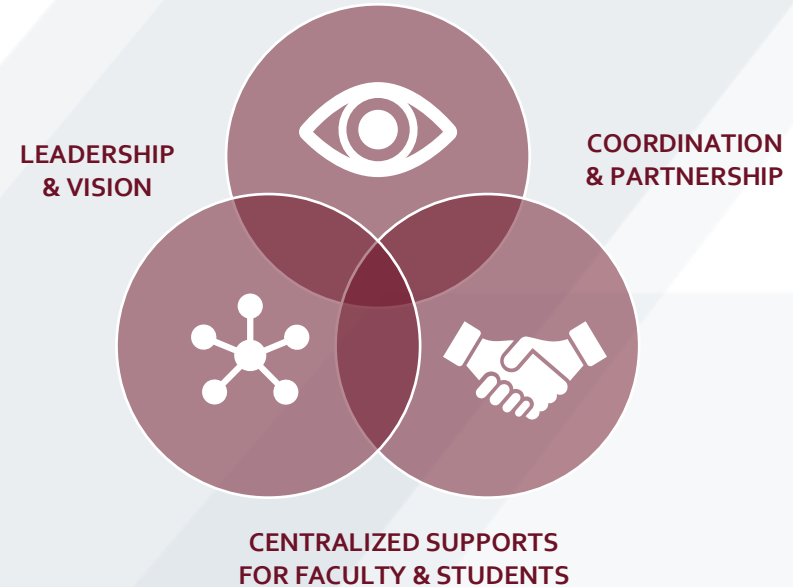 LEADERSHIP
& VISION
COORDINATION
& PARTNERSHIP
CENTRALIZED SUPPORTS
FOR FACULTY & STUDENTS